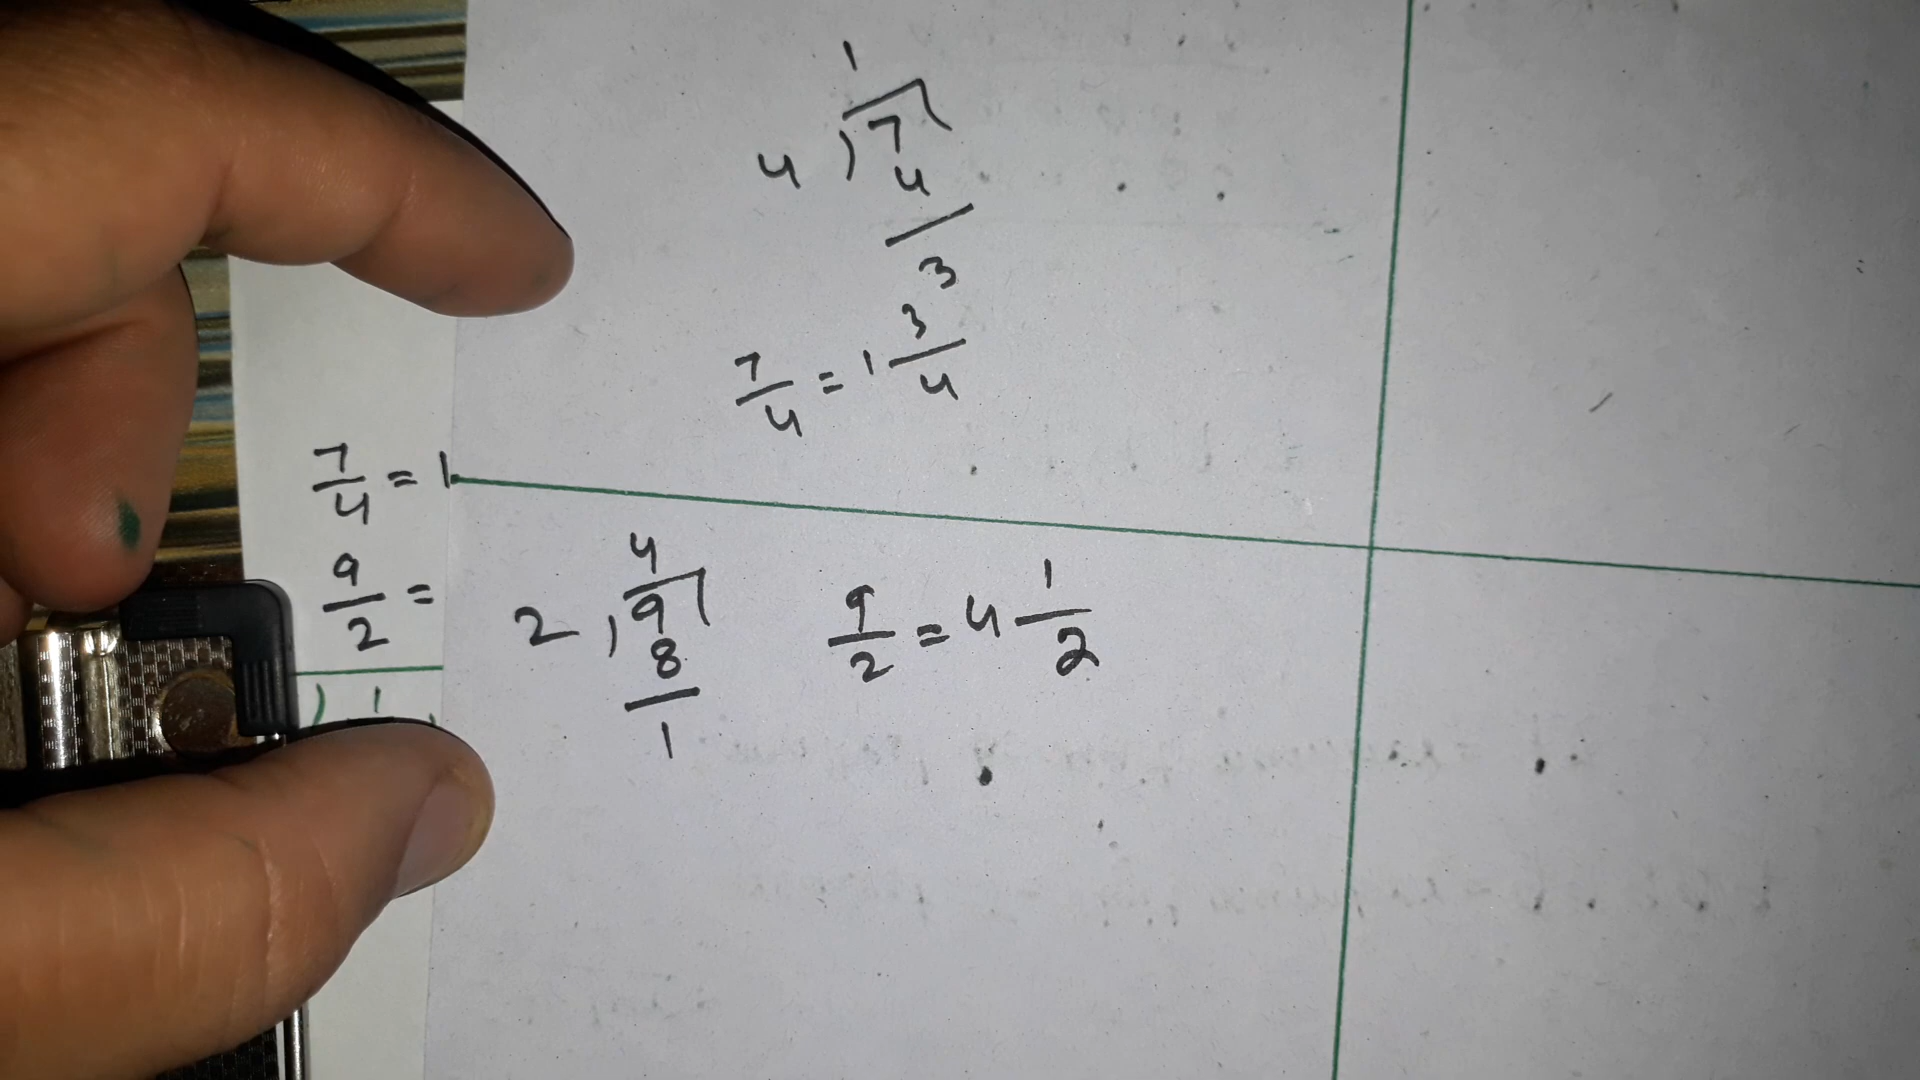 1
4 ) 7
4
3
7/4 = 1 3/4
7/4 = 1
9/2 =
4
2 ) 9
8
1
9/2 = 4 1/2
) 1